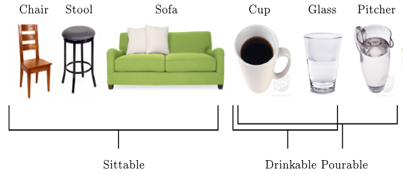 Chair Stool Sofa Cup Glass Pitcher
Sittable Drinkable Pourable